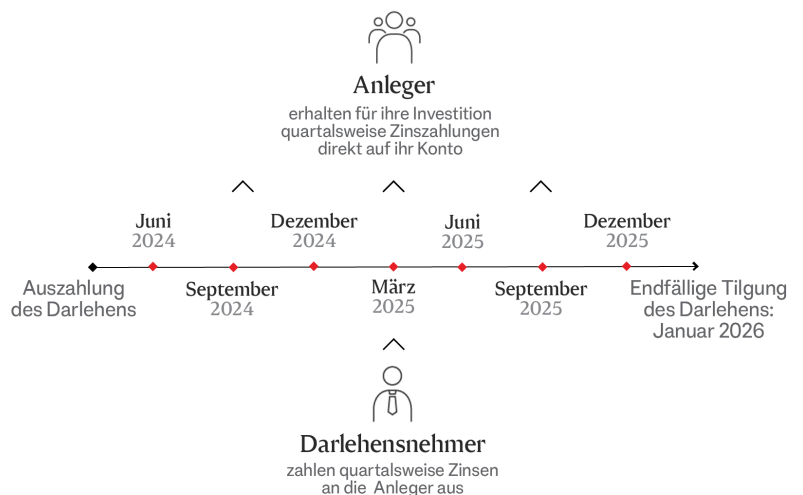 Anleger
erhalten für ihre Investition
quartalsweise Zinszahlungen
direkt auf ihr Konto
Juni
2024
Dezember
2024
Juni
2025
Dezember
2025
Auszahlung
des Darlehens
September
2024
März
2025
September
2025
Endfällige Tilgung
des Darlehens:
Januar 2026
Darlehensnehmer
zahlen quartalsweise Zinsen
an die Anleger aus